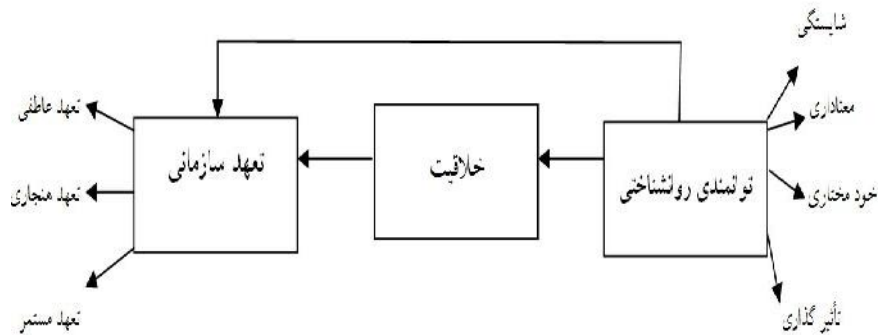 شایستگی
معناداری
خود مختاری
تأثیر گذاری
توانمندی روانشناختی
خلاقیت
تعهد سازمانی
تعهد عاطفی
تعهد هنجاری
تعهد مستمر